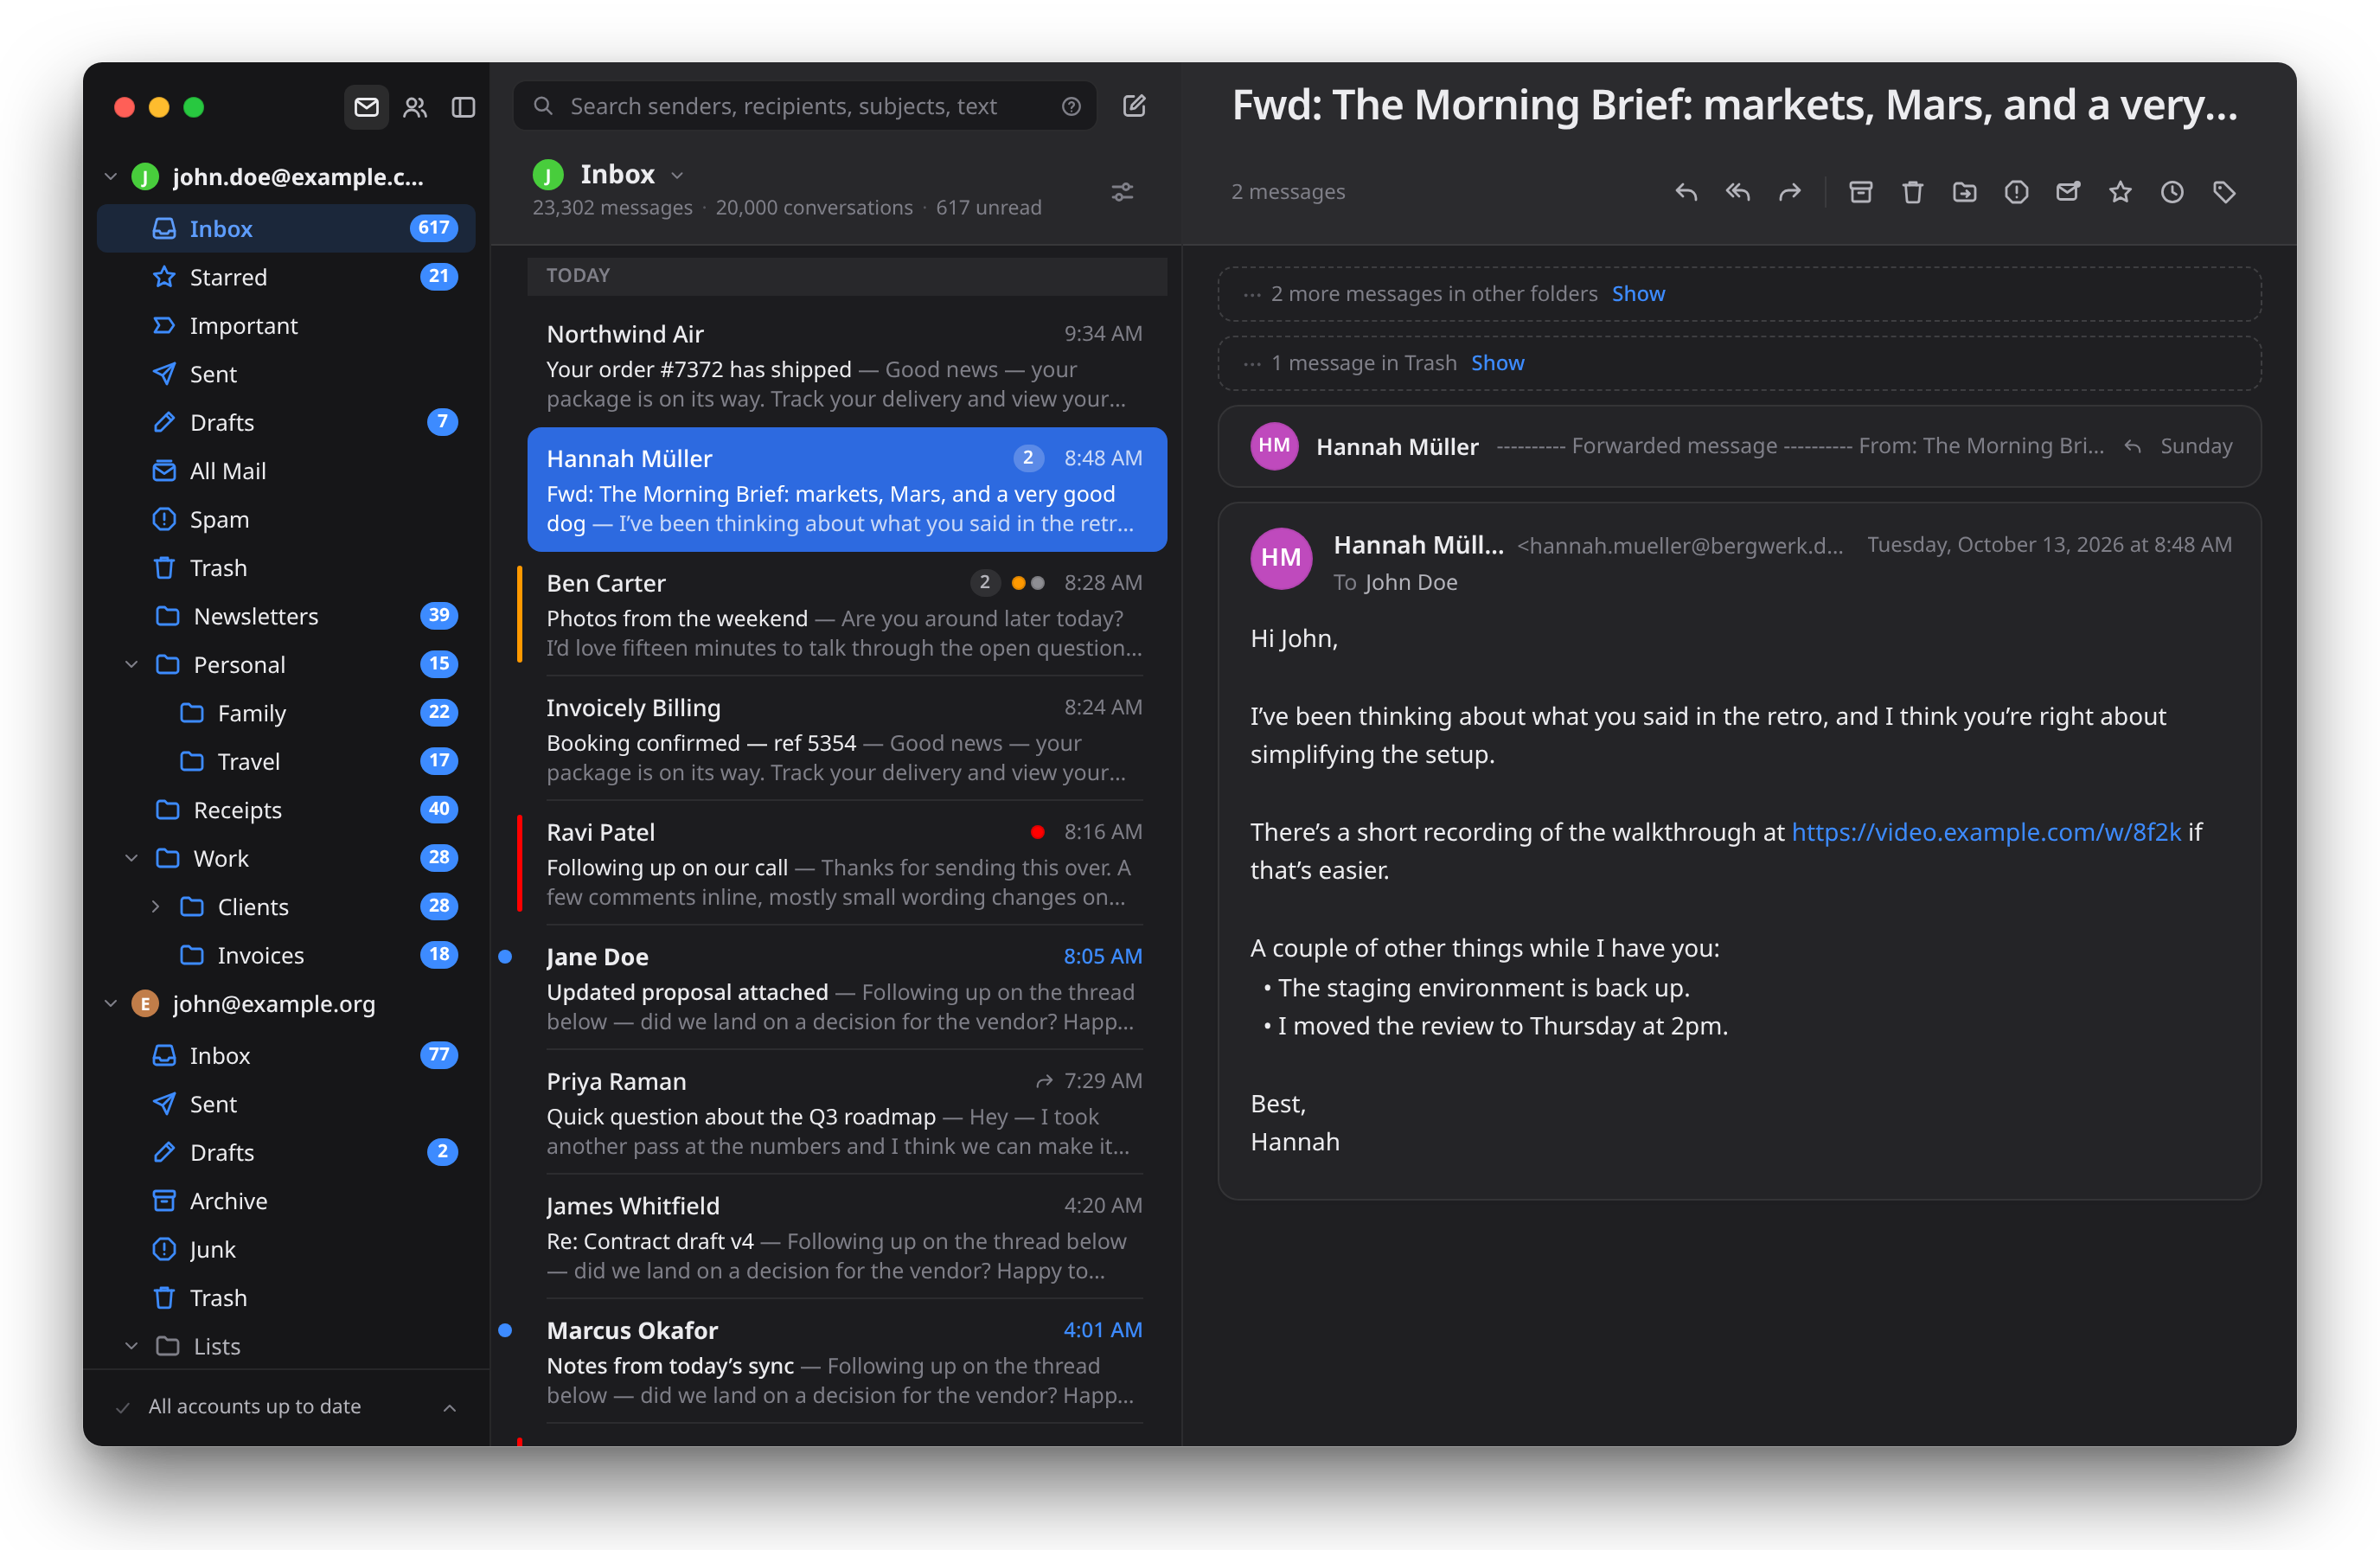 john.doe@example.c...
Inbox 617
Starred 21
Important
Sent
Drafts 7
All Mail
Spam
Trash
Newsletters 39
Personal 15
Family 22
Travel 17
Receipts 40
Work 28
Clients 28
Invoices 18
E john@example.org
Inbox 77
Sent
Drafts 2
Archive
Junk
Trash
Lists
All accounts up to date
Search senders, recipients, subjects, text
J Inbox
23,302 messages · 20,000 conversations · 617 unread
TODAY
Northwind Air 9:34 AM
Your order #7372 has shipped — Good news — your
package is on its way. Track your delivery and view your...
Hannah Müller 2 8:48 AM
Fwd: The Morning Brief: markets, Mars, and a very good
dog — I’ve been thinking about what you said in the retr...
Ben Carter 2 8:28 AM
Photos from the weekend — Are you around later today?
I’d love fifteen minutes to talk through the open question...
Invoicely Billing 8:24 AM
Booking confirmed — ref 5354 — Good news — your
package is on its way. Track your delivery and view your...
Ravi Patel 8:16 AM
Following up on our call — Thanks for sending this over. A
few comments inline, mostly small wording changes on...
Jane Doe 8:05 AM
Updated proposal attached — Following up on the thread
below — did we land on a decision for the vendor? Happ...
Priya Raman 7:29 AM
Quick question about the Q3 roadmap — Hey — I took
another pass at the numbers and I think we can make it...
James Whitfield 4:20 AM
Re: Contract draft v4 — Following up on the thread below
— did we land on a decision for the vendor? Happy to...
Marcus Okafor 4:01 AM
Notes from today’s sync — Following up on the thread
below — did we land on a decision for the vendor? Happ...
Fwd: The Morning Brief: markets, Mars, and a very...
2 messages
2 more messages in other folders Show
1 message in Trash Show
HM Hannah Müller ---------- Forwarded message ---------- From: The Morning Bri... Sunday
HM Hannah Müll... <hannah.mueller@bergwerk.d... Tuesday, October 13, 2026 at 8:48 AM
To John Doe
Hi John,
I’ve been thinking about what you said in the retro, and I think you’re right about
simplifying the setup.
There’s a short recording of the walkthrough at https://video.example.com/w/8f2k if
that’s easier.
A couple of other things while I have you:
• The staging environment is back up.
• I moved the review to Thursday at 2pm.
Best,
Hannah